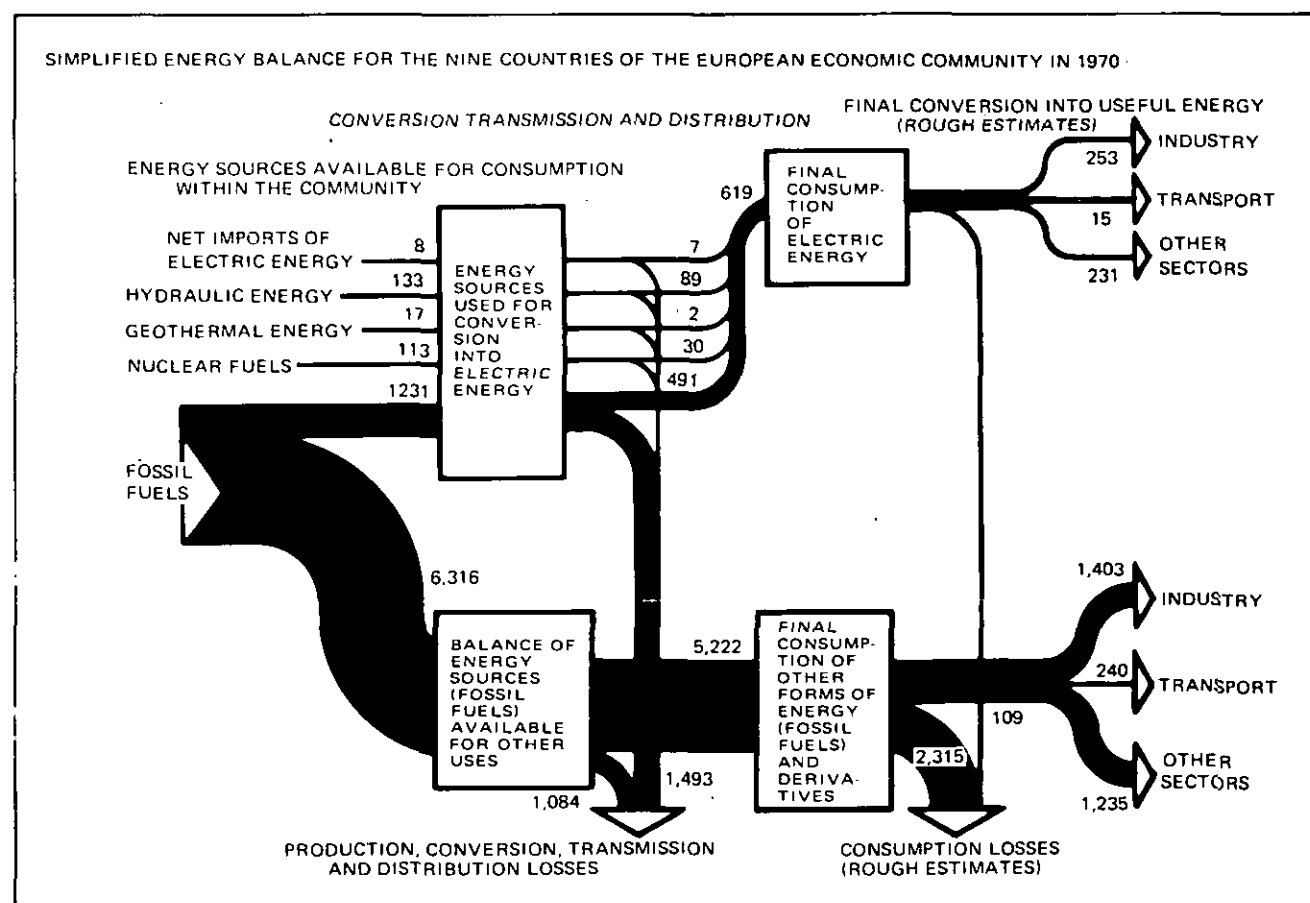 SIMPLIFIED ENERGY BALANCE FOR THE NINE COUNTRIES OF THE EUROPEAN ECONOMIC COMMUNITY IN 1970
CONVERSION TRANSMISSION AND DISTRIBUTION
FINAL CONVERSION INTO USEFUL ENERGY
(ROUGH ESTIMATES)
ENERGY SOURCES AVAILABLE FOR CONSUMPTION
WITHIN THE COMMUNITY
NET IMPORTS OF
ELECTRIC ENERGY
8
HYDRAULIC ENERGY
133
GEOTHERMAL ENERGY
17
NUCLEAR FUELS
113
1231
FOSSIL
FUELS
ENERGY
SOURCES
USED FOR
CONVER-
SION
INTO
ELECTRIC
ENERGY
7
89
2
30
491
619
FINAL
CONSUMP-
TION
OF
ELECTRIC
ENERGY
253
INDUSTRY
15
TRANSPORT
231
OTHER
SECTORS
6,316
BALANCE OF
ENERGY
SOURCES
(FOSSIL
FUELS)
AVAILABLE
FOR OTHER
USES
5,222
1,084
1,493
PRODUCTION, CONVERSION, TRANSMISSION
AND DISTRIBUTION LOSSES
FINAL
CONSUMP-
TION OF
OTHER
FORMS OF
ENERGY
(FOSSIL
FUELS)
AND
DERIVA-
TIVES
2,315
109
CONSUMPTION LOSSES
(ROUGH ESTIMATES)
1,403
INDUSTRY
240
TRANSPORT
1,235
OTHER
SECTORS